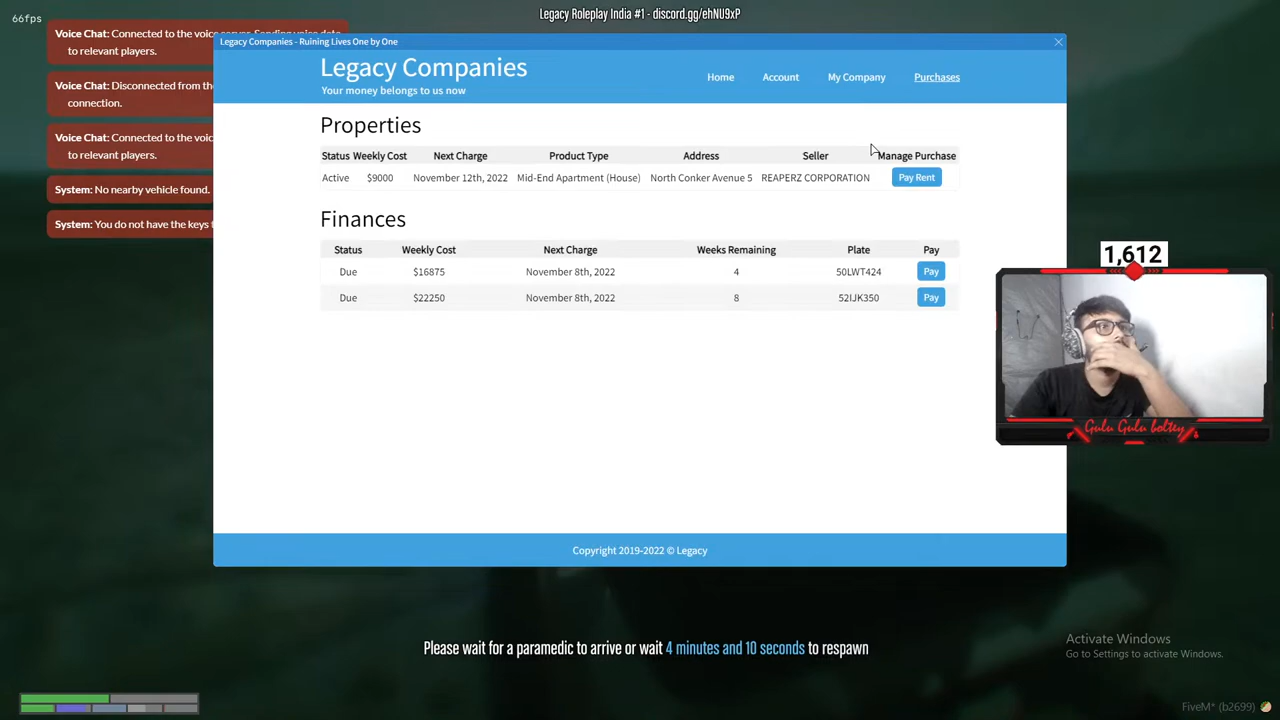 66fps
Legacy Roleplay India #1 - discord.gg/ehNU9xP
Voice Chat: Connected to the voice server. Sending voice data
to relevant players.
Voice Chat: Disconnected from the
connection.
Voice Chat: Connected to the voic
to relevant players.
System: No nearby vehicle found.
System: You do not have the keys t
Legacy Companies - Ruining Lives One by One
Legacy Companies
Your money belongs to us now
Home Account My Company Purchases
Properties
Status Weekly Cost Next Charge Product Type Address Seller Manage Purchase
Active $9000 November 12th, 2022 Mid-End Apartment (House) North Conker Avenue 5 REAPERZ CORPORATION Pay Rent
Finances
Status Weekly Cost Next Charge Weeks Remaining Plate Pay
Due $16875 November 8th, 2022 4 50LWT424 Pay
Due $22250 November 8th, 2022 8 52IJK350 Pay
Copyright 2019-2022 © Legacy
1,612
Gulu Gulu boltey
Please wait for a paramedic to arrive or wait 4 minutes and 10 seconds to respawn
Activate Windows
Go to Settings to activate Windows.
FiveM* (b2699)